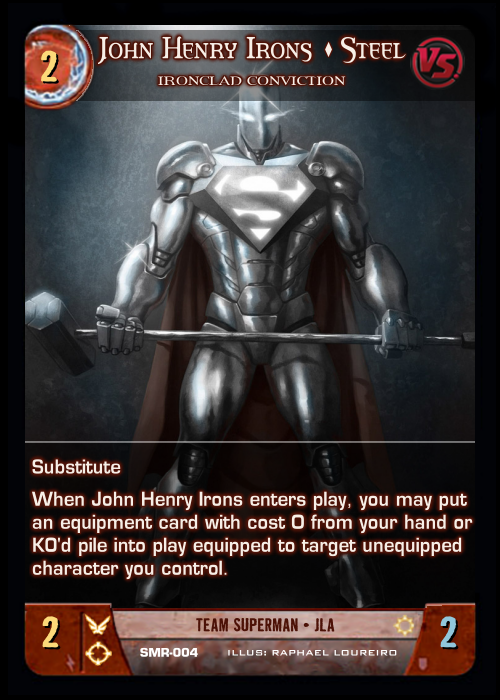 2
JOHN HENRY IRONS ♦ STEEL
VS
IRONCLAD CONVICTION
S
Substitute
When John Henry Irons enters play, you may put
an equipment card with cost 0 from your hand or
KO'd pile into play equipped to target unequipped
character you control.
2
TEAM SUPERMAN • JLA
2
SMR-004 ILLUS: RAPHAEL LOUREIRO